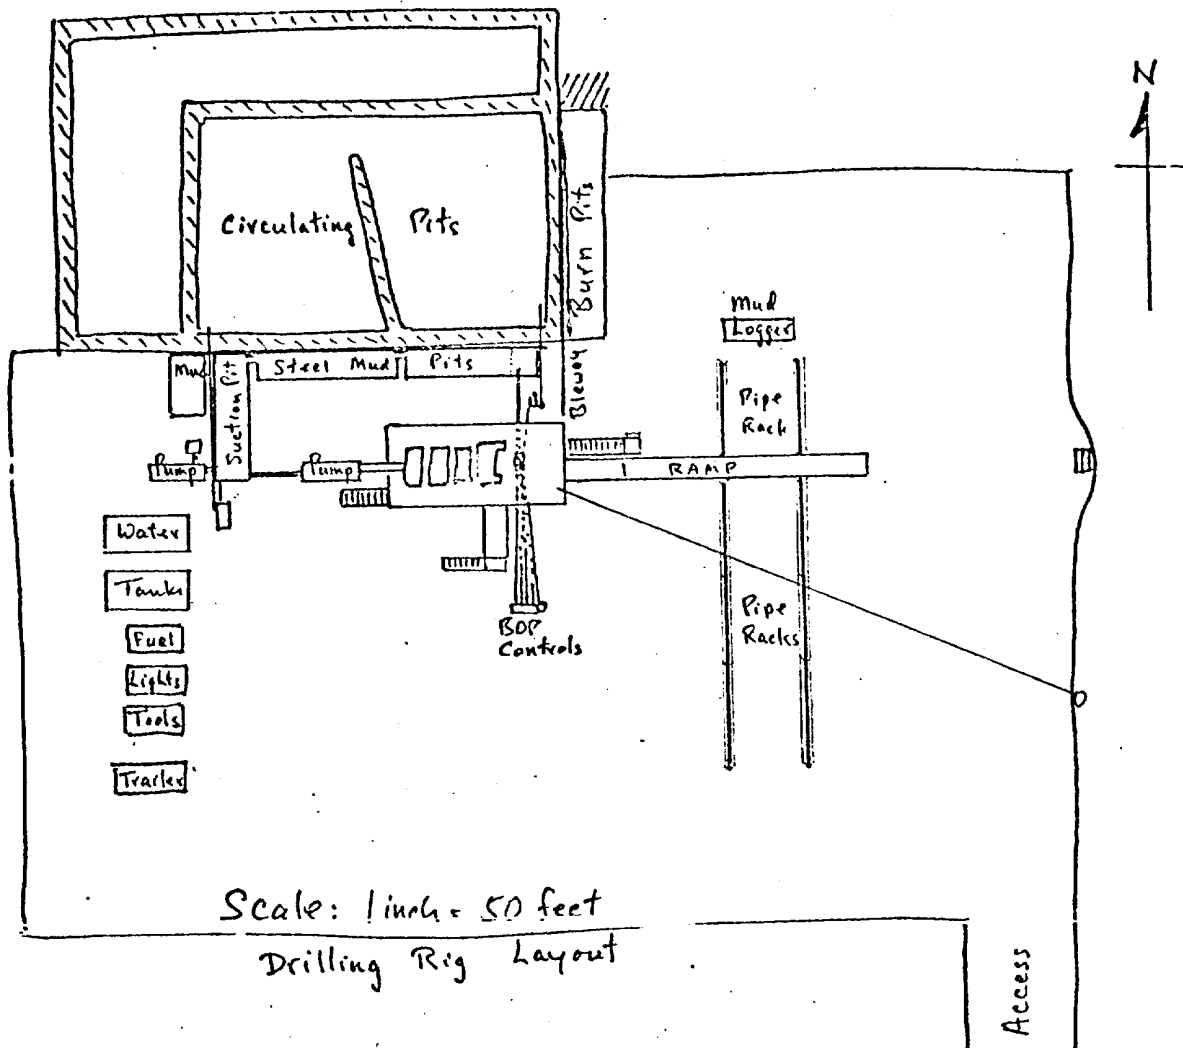 N
Circulating Pits
Burn Pits
Mud
Logger
Mud
Suction Pit
Steel Mud Pits
Blewoy
Pipe
Rack
Pump
Pump
RAMP
Water
Tanks
Fuel
Lights
Tools
Trailer
BOP
Controls
Pipe
Racks
Scale: 1 inch = 50 feet
Drilling Rig Layout
Access